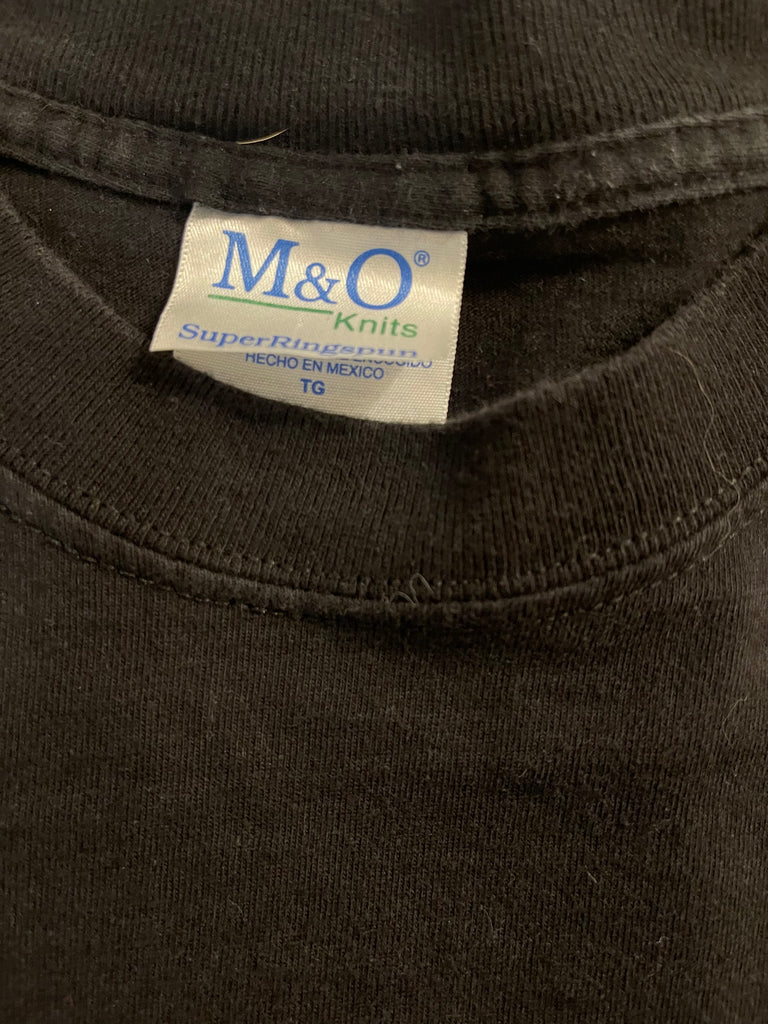 M&O®
Knits
SuperRingspun
HECHO EN MEXICO
TG